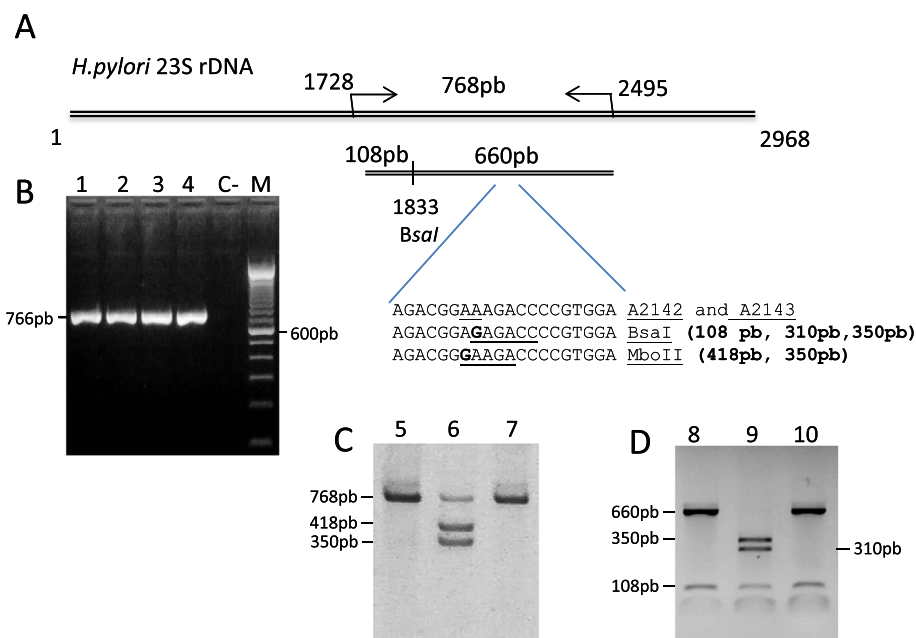 A
H.pylori 23S rDNA
1728 768pb 2495
1 2968
108pb 660pb
1833
BsaI
B
1 2 3 4 C- M
766pb
600pb
AGACGGAAAGACCCCGTGGA A2142 and A2143
AGACGGAGAGACCCCGTGGA BsaI (108 pb, 310pb,350pb)
AGACGGGAAGACCCCGTGGA MboII (418pb, 350pb)
C
5 6 7
768pb
418pb
350pb
D
8 9 10
660pb
350pb
310pb
108pb